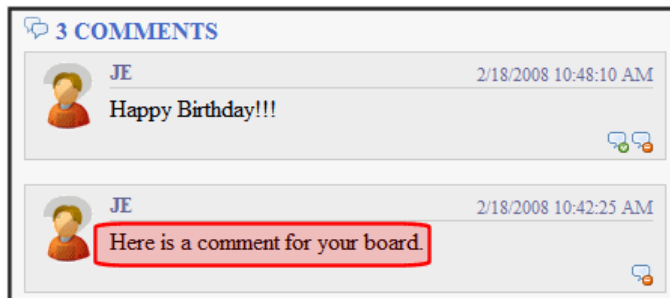 3 COMMENTS
JE 2/18/2008 10:48:10 AM
Happy Birthday!!!
JE 2/18/2008 10:42:25 AM
Here is a comment for your board.